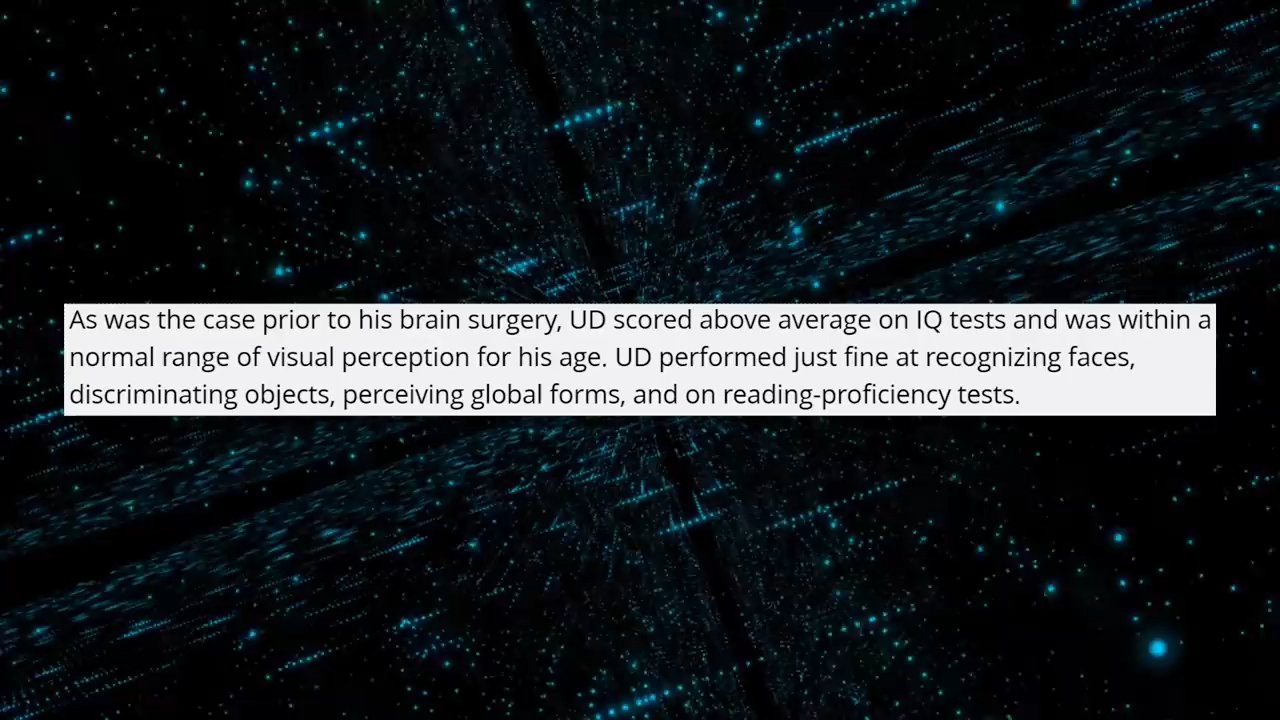 As was the case prior to his brain surgery, UD scored above average on IQ tests and was within a
normal range of visual perception for his age. UD performed just fine at recognizing faces,
discriminating objects, perceiving global forms, and on reading-proficiency tests.